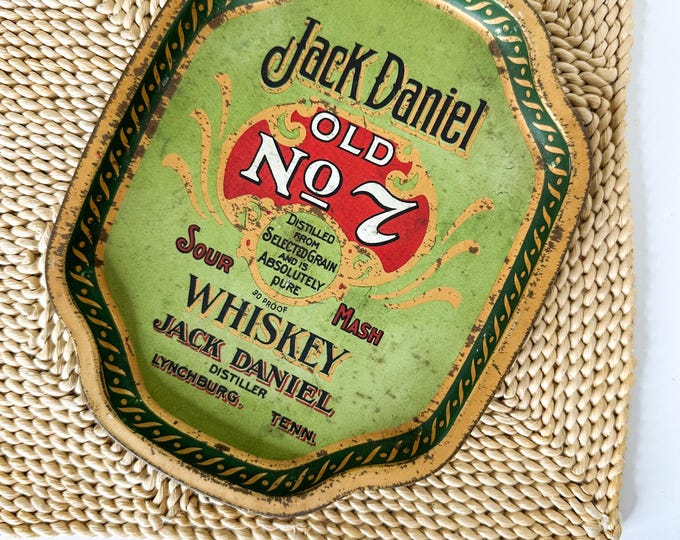 Jack Daniel
OLD
No 7
DISTILLED
FROM
SELECTED GRAIN
AND IS
ABSOLUTELY
PURE
SOUR MASH
90 PROOF
WHISKEY
JACK DANIEL
DISTILLER
LYNCHBURG, TENN.